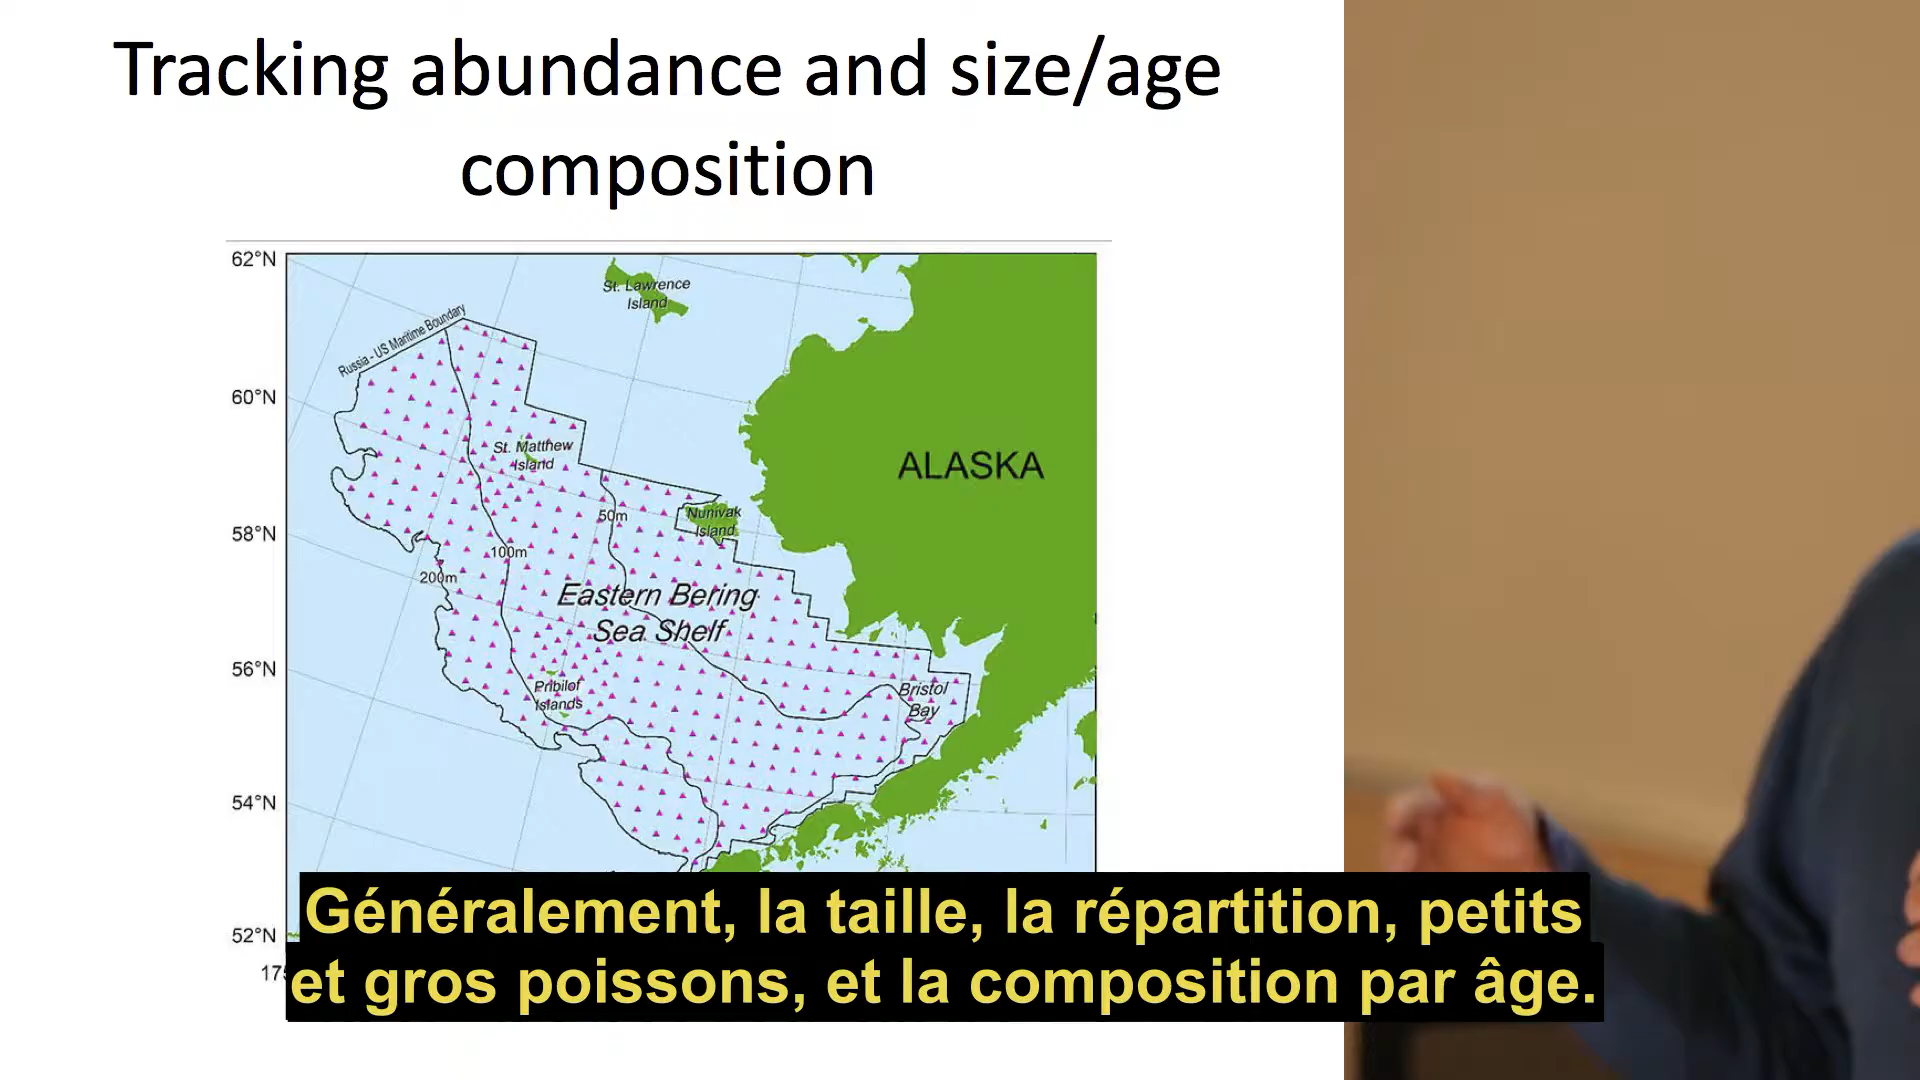 Tracking abundance and size/age
composition
62°N
St. Lawrence
Island
Russia - US Maritime Boundary
60°N
St. Matthew
Island
ALASKA
50m
Nunivak
Island
58°N
100m
200m
Eastern Bering
Sea Shelf
56°N
Pribilof
Islands
Bristol
Bay
54°N
52°N
Généralement, la taille, la répartition, petits
et gros poissons, et la composition par âge.